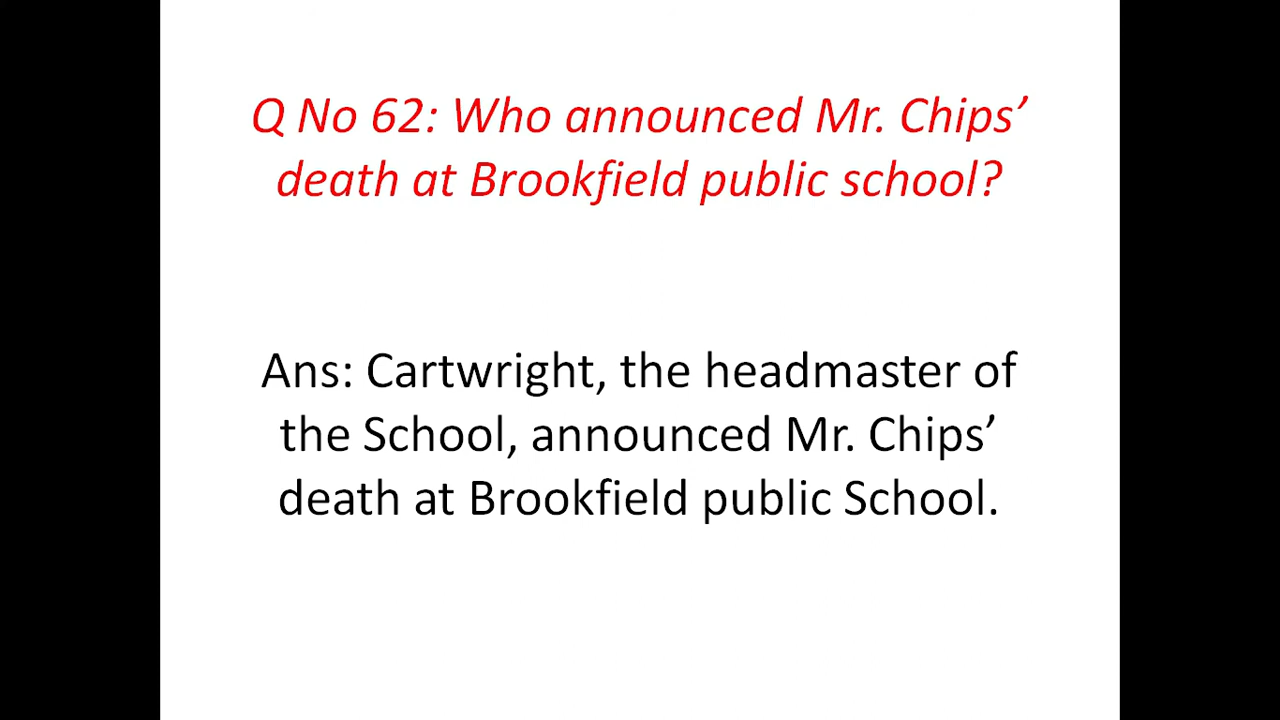 Q No 62: Who announced Mr. Chips’
death at Brookfield public school?
Ans: Cartwright, the headmaster of
the School, announced Mr. Chips’
death at Brookfield public School.